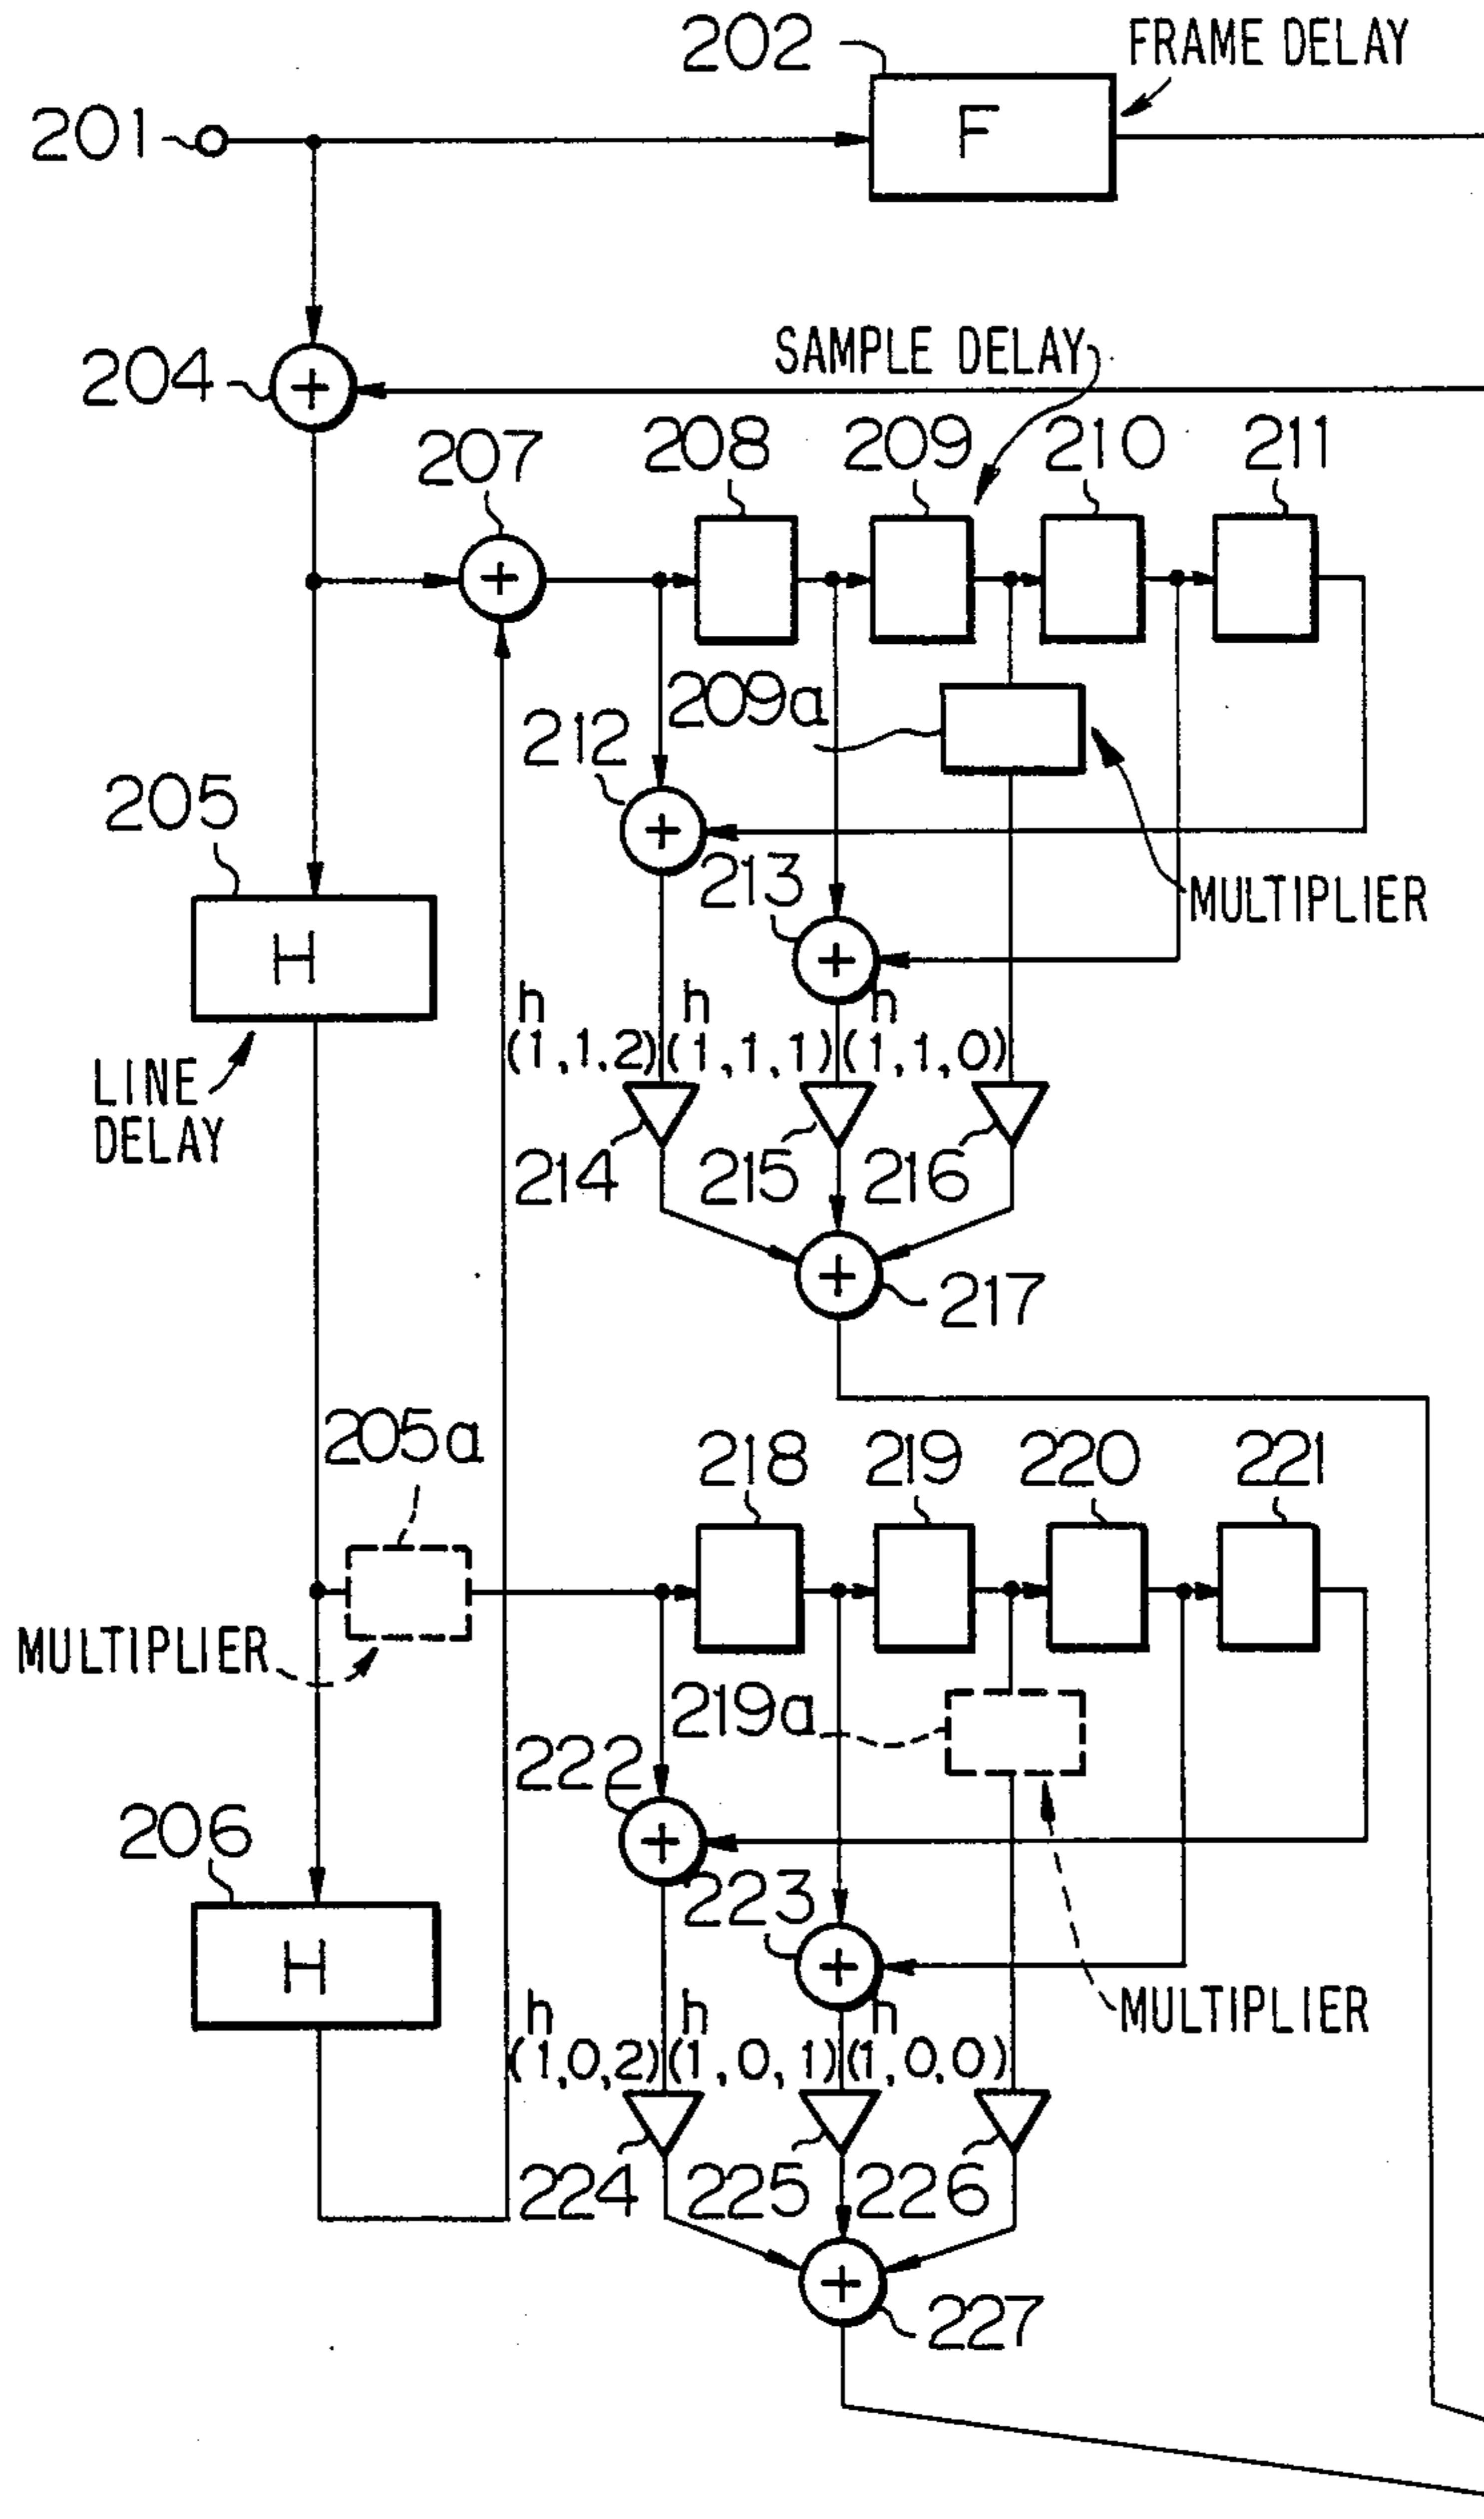 202
FRAME DELAY
201
F
SAMPLE DELAY
204
+
207
208
209
210
211
+
209a
212
205
+
213
MULTIPLIER
H
+
h
h
h
(1,1,2)
(1,1,1)
(1,1,0)
LINE
DELAY
214
215
216
+
217
205a
218
219
220
221
MULTIPLIER
219a
222
206
+
223
H
+
MULTIPLIER
h
h
h
(1,0,2)
(1,0,1)
(1,0,0)
224
225
226
+
227